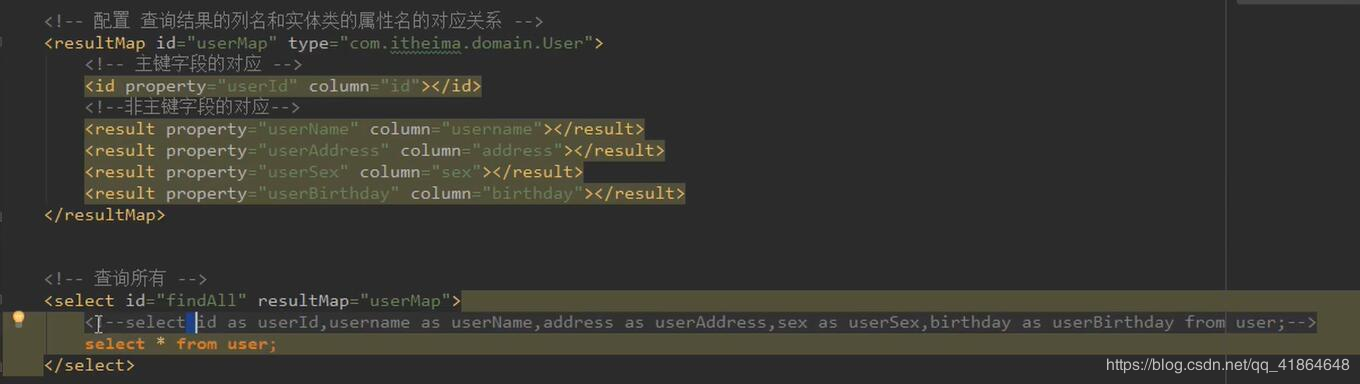 <!-- 配置 查询结果的列名和实体类的属性名的对应关系 -->
<resultMap id="userMap" type="com.itheima.domain.User">
<!-- 主键字段的对应 -->
<id property="userId" column="id"></id>
<!--非主键字段的对应-->
<result property="userName" column="username"></result>
<result property="userAddress" column="address"></result>
<result property="userSex" column="sex"></result>
<result property="userBirthday" column="birthday"></result>
</resultMap>
<!-- 查询所有 -->
<select id="findAll" resultMap="userMap">
<!--select id as userId,username as userName,address as userAddress,sex as userSex,birthday as userBirthday from user;-->
select * from user;
</select>
https://blog.csdn.net/qq_41864648